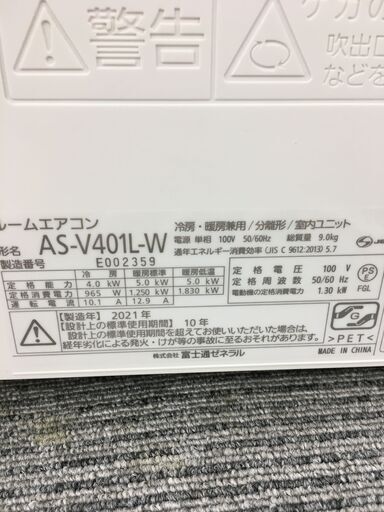 警告
ケガの
吹出口
などを
ルームエアコン
形名 AS-V401L-W
製造番号 E002359
冷房・暖房兼用/分離形/室内ユニット
電源 単相 100V 50/60Hz 総質量 9.0kg
通年エネルギー消費効率(JIS C 9612:2013) 5.7
冷 房 暖房標準 暖房低温
定 格 能 力 4.0 kW 5.0 kW 5.0 kW
定格消費電力 965 W 1.250 kW 1.830 kW
運 転 電 流 10.1 A 12.9 A
定 格 電 圧 100 V
定 格 周 波 数 50/60 Hz
電動機の定格消費電力 1.30 kW
PS
E
FGL
【製造年】2021年
【設計上の標準使用期間】10年
設計上の標準使用期間を超えてお使いいただいた場合は、
経年劣化による発火・けが等の事故に至るおそれがあります。
株式会社 富士通ゼネラル
G
>PET<
MADE IN CHINA